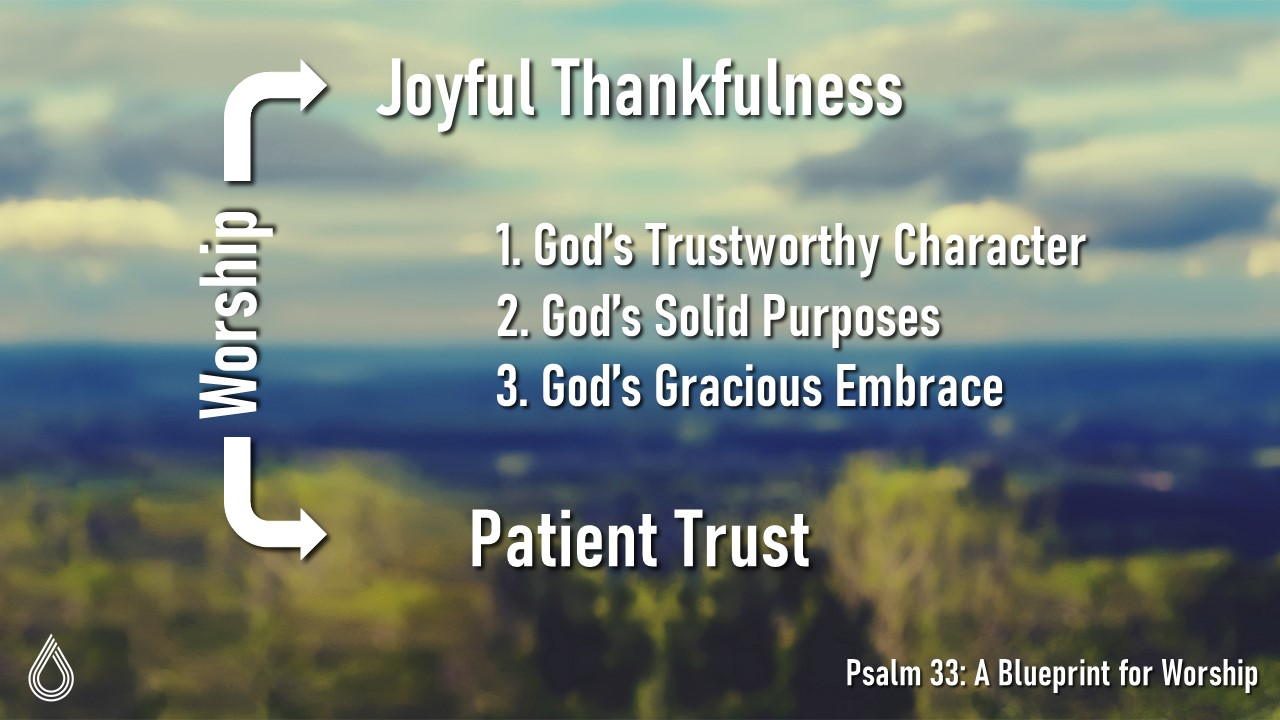 Joyful Thankfulness
Worship
1. God’s Trustworthy Character
2. God’s Solid Purposes
3. God’s Gracious Embrace
Patient Trust
Psalm 33: A Blueprint for Worship